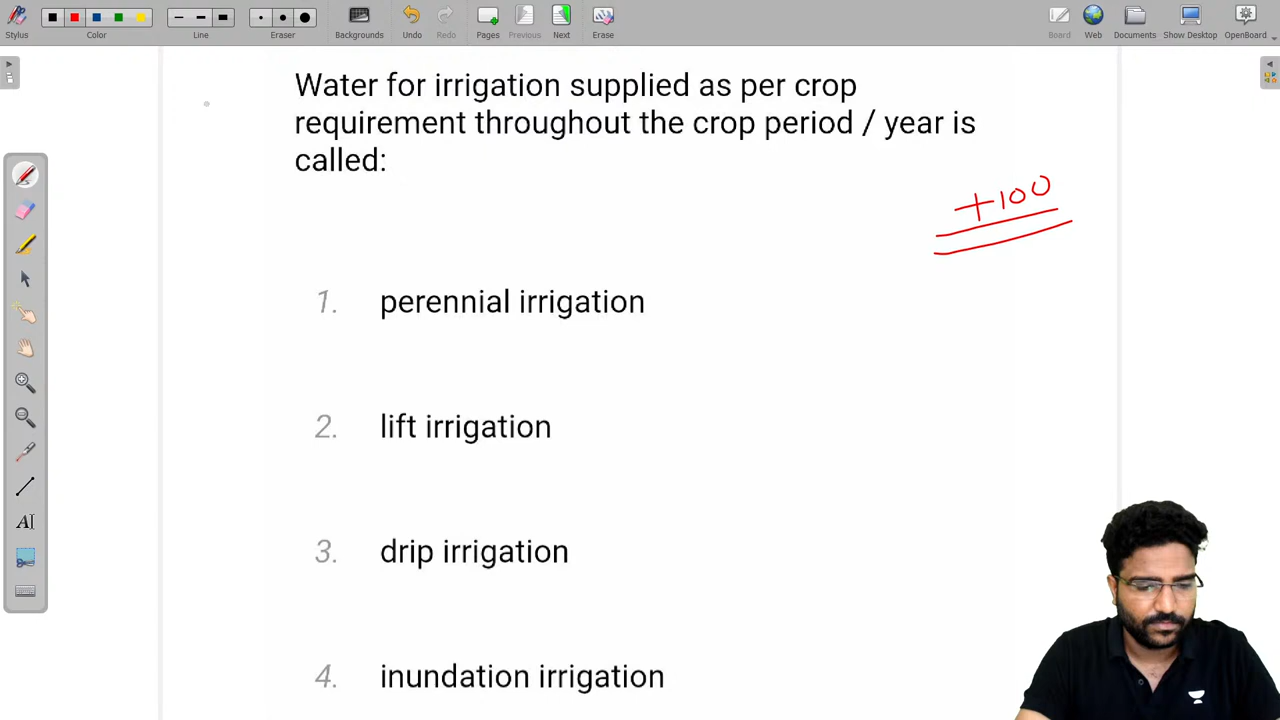 Stylus
Color
Line
Eraser
Backgrounds
Undo
Redo
Pages
Previous
Next
Erase
Board
Web
Documents
Show Desktop
OpenBoard
Water for irrigation supplied as per crop
requirement throughout the crop period / year is
called:
+100
1. perennial irrigation
2. lift irrigation
3. drip irrigation
4. inundation irrigation
AI